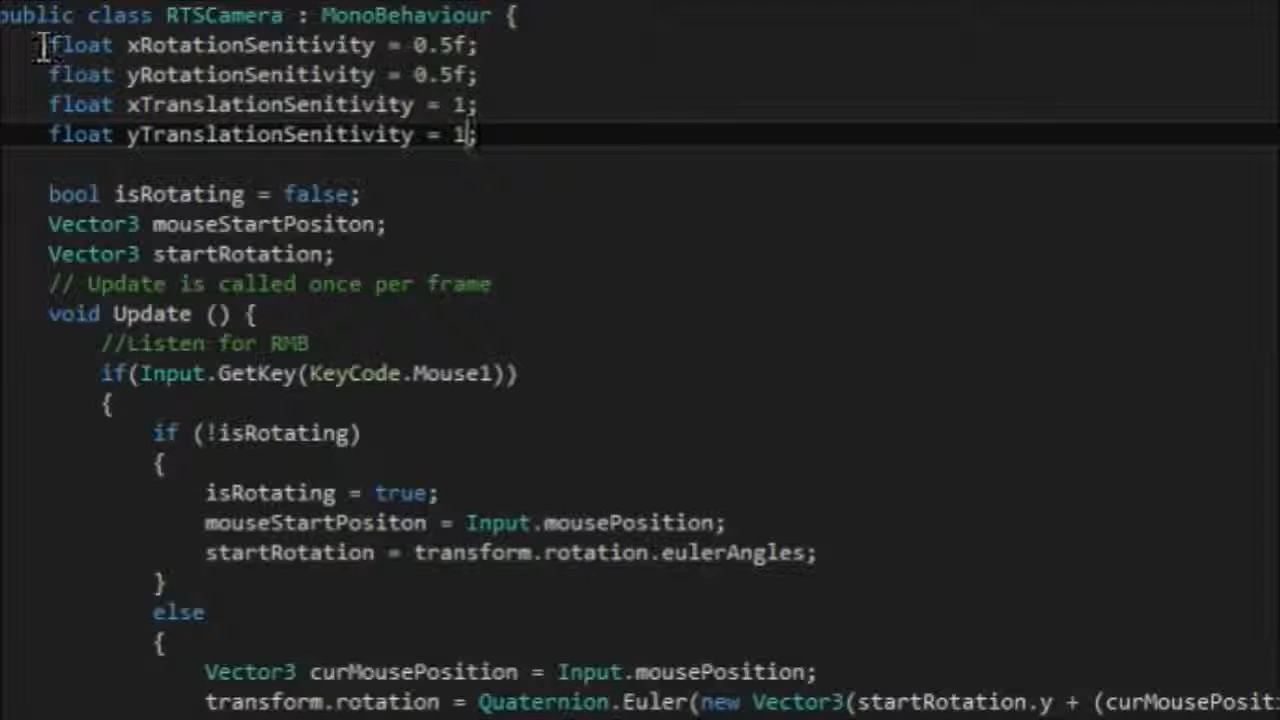 public class RTSCamera : MonoBehaviour {
float xRotationSenitivity = 0.5f;
float yRotationSenitivity = 0.5f;
float xTranslationSenitivity = 1;
float yTranslationSenitivity = 1;
bool isRotating = false;
Vector3 mouseStartPositon;
Vector3 startRotation;
// Update is called once per frame
void Update () {
//Listen for RMB
if(Input.GetKey(KeyCode.Mouse1))
{
if (!isRotating)
{
isRotating = true;
mouseStartPositon = Input.mousePosition;
startRotation = transform.rotation.eulerAngles;
}
else
{
Vector3 curMousePosition = Input.mousePosition;
transform.rotation = Quaternion.Euler(new Vector3(startRotation.y + (curMousePosit